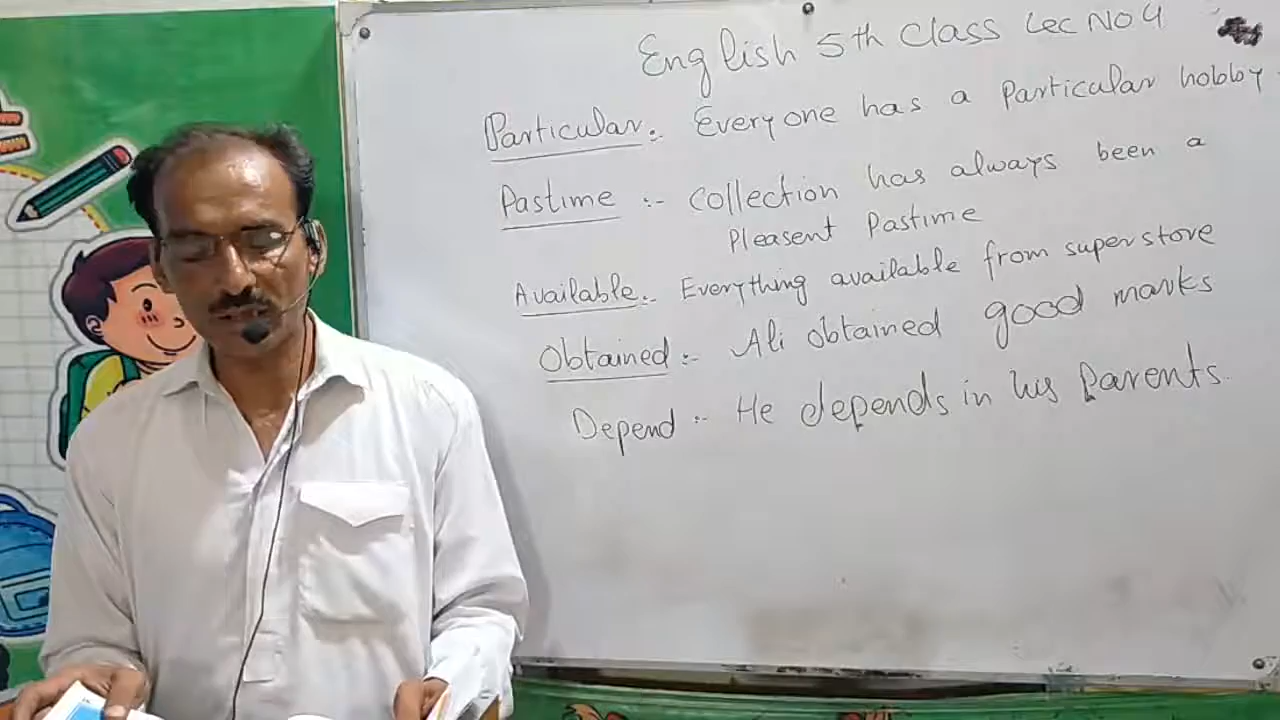 English 5th Class Lec No 4
Particular:- Everyone has a Particular hobby.
Pastime :- Collection has always been a
Pleasent Pastime
Available:- Everything available from superstore
Obtained :- Ali obtained good marks
Depend :- He depends in his Parents.